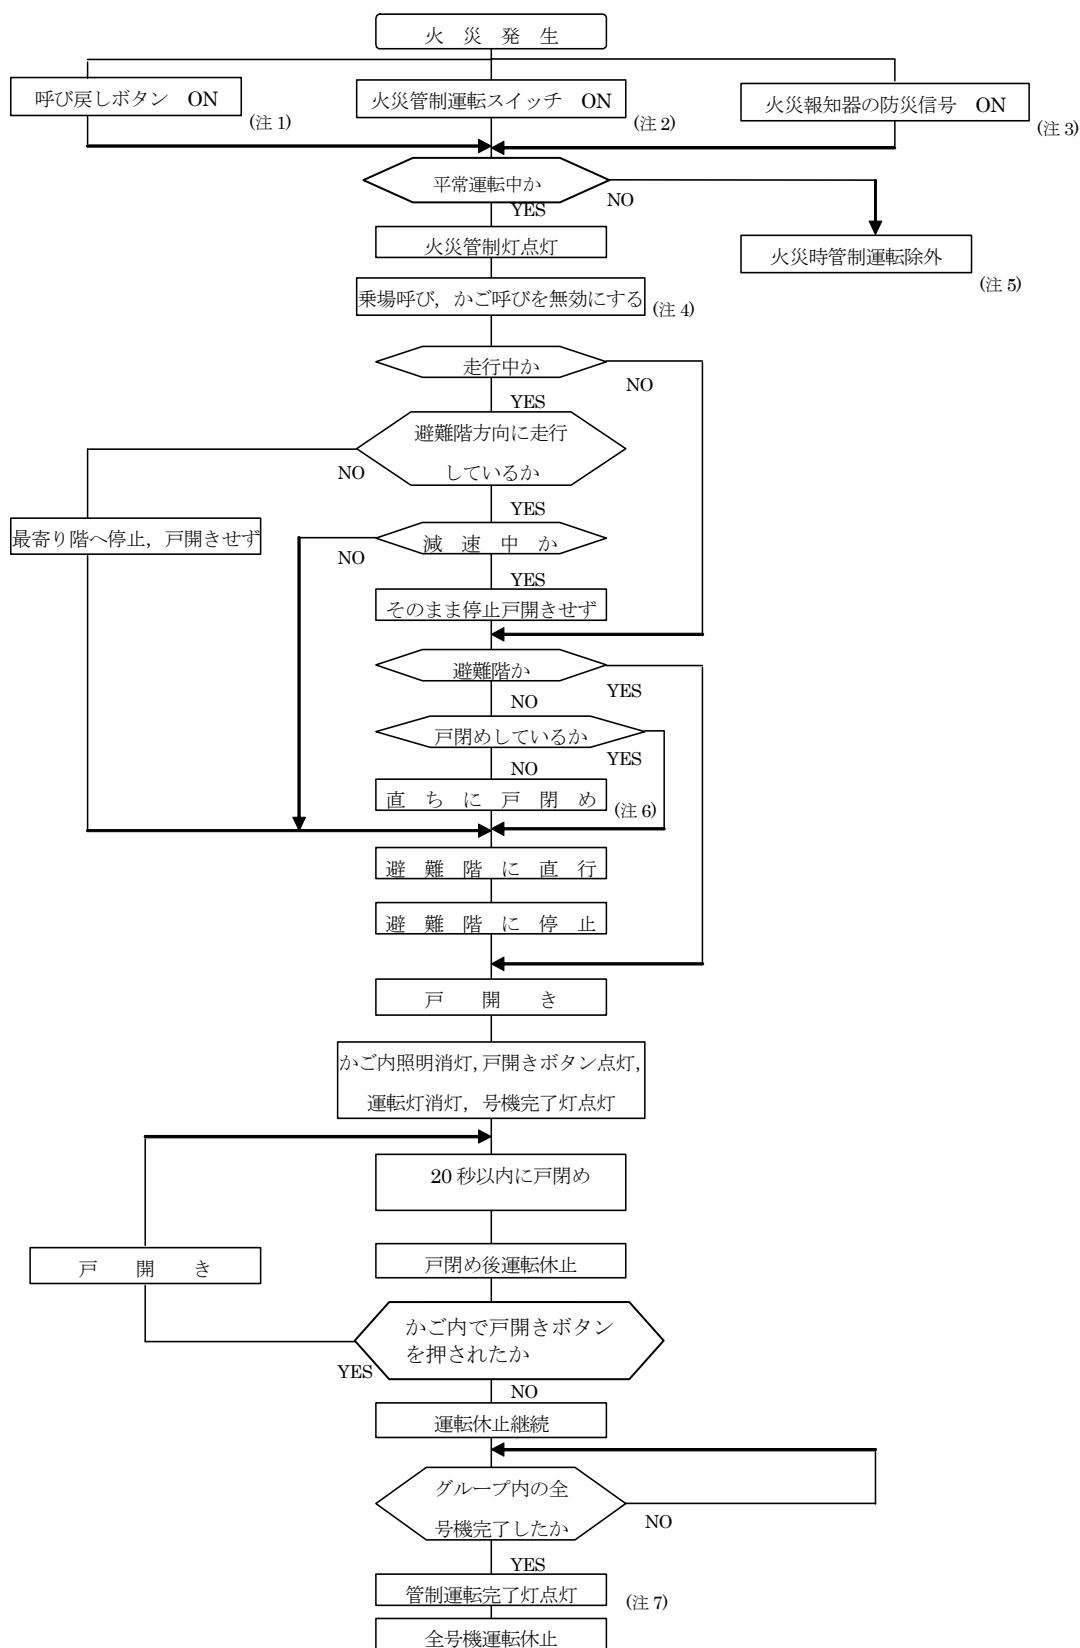 火 災 発 生
呼び戻しボタン ON
(注 1)
火災管制運転スイッチ ON
(注 2)
火災報知器の防災信号 ON
(注 3)
平常運転中か
NO
YES
火災管制灯点灯
火災時管制運転除外
(注 5)
乗場呼び，かご呼びを無効にする
(注 4)
走行中か
NO
YES
避難階方向に走行
しているか
NO
YES
最寄り階へ停止，戸開きせず
減 速 中 か
NO
YES
そのまま停止戸開きせず
避難階か
YES
NO
戸閉めしているか
YES
NO
直 ち に 戸 閉 め
(注 6)
避 難 階 に 直 行
避 難 階 に 停 止
戸 開 き
かご内照明消灯,戸開きボタン点灯,
運転灯消灯，号機完了灯点灯
20 秒以内に戸閉め
戸 開 き
戸閉め後運転休止
かご内で戸開きボタン
を押されたか
YES
NO
運転休止継続
グループ内の全
号機完了したか
NO
YES
管制運転完了灯点灯
(注 7)
全号機運転休止